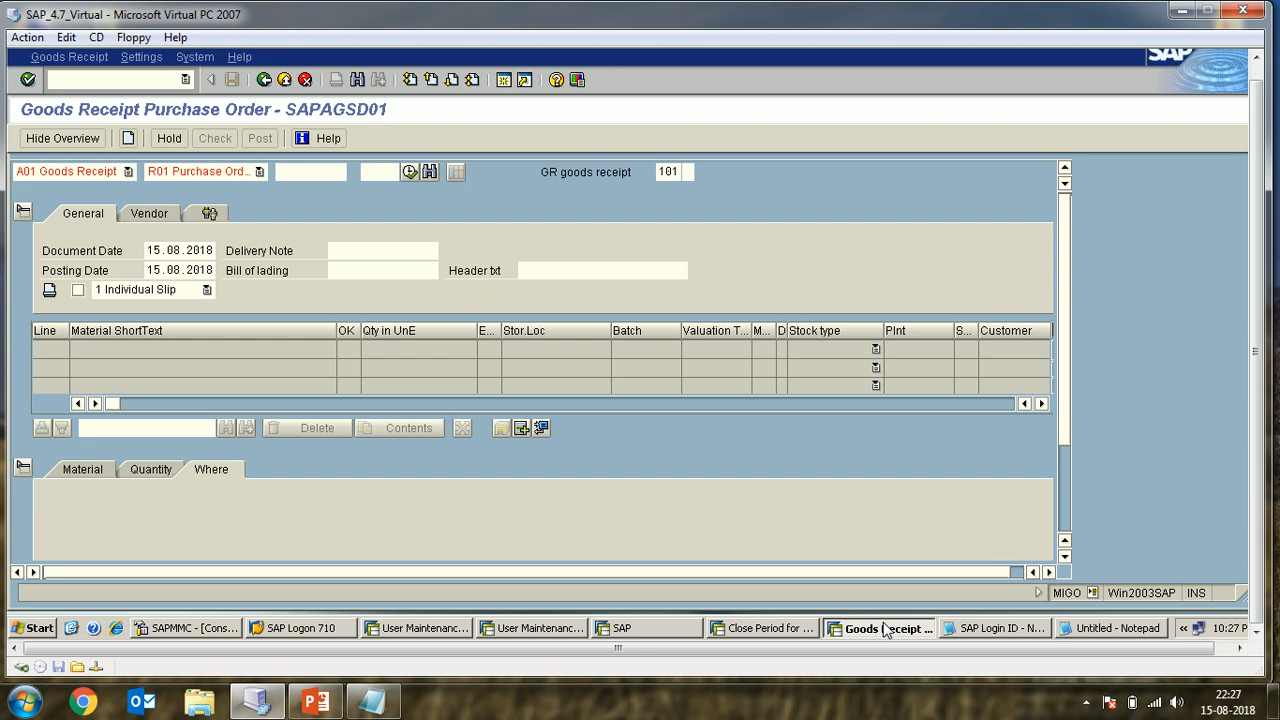 SAP_4.7_Virtual - Microsoft Virtual PC 2007
Action Edit CD Floppy Help
Goods Receipt Settings System Help
SAP
Goods Receipt Purchase Order - SAPAGSD01
Hide Overview Hold Check Post Help
A01 Goods Receipt R01 Purchase Ord... GR goods receipt 101
General Vendor
Document Date 15.08.2018 Delivery Note
Posting Date 15.08.2018 Bill of lading Header txt
1 Individual Slip
Line Material ShortText OK Qty in UnE E... Stor.Loc Batch Valuation T... M... D Stock type Plnt S... Customer
Delete Contents
Material Quantity Where
MIGO Win2003SAP INS
Start SAPMMC - [Cons... SAP Logon 710 User Maintenanc... User Maintenanc... SAP Close Period for ... Goods Receipt ... SAP Login ID - N... Untitled - Notepad 10:27 P
22:27
15-08-2018